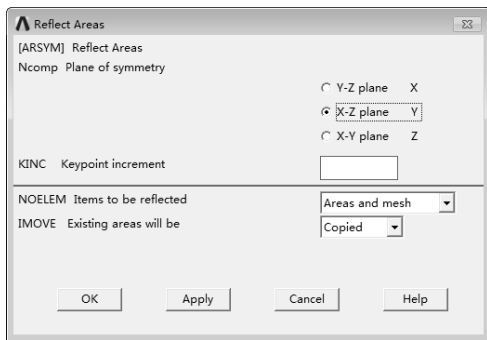 Reflect Areas
[ARSYM] Reflect Areas
Ncomp Plane of symmetry
Y-Z plane X
X-Z plane Y
X-Y plane Z
KINC Keypoint increment
NOELEM Items to be reflected Areas and mesh
IMOVE Existing areas will be Copied
OK Apply Cancel Help